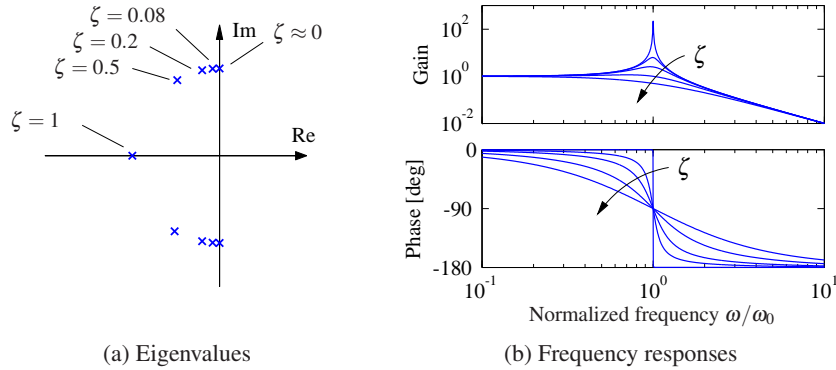 ζ = 0.08
ζ = 0.2
ζ = 0.5
ζ = 1
Im
ζ ≈ 0
Re
(a) Eigenvalues
10^2
10^0
10^-2
Gain
ζ
0
-90
-180
Phase [deg]
ζ
10^-1
10^0
10^1
Normalized frequency ω/ω_0
(b) Frequency responses